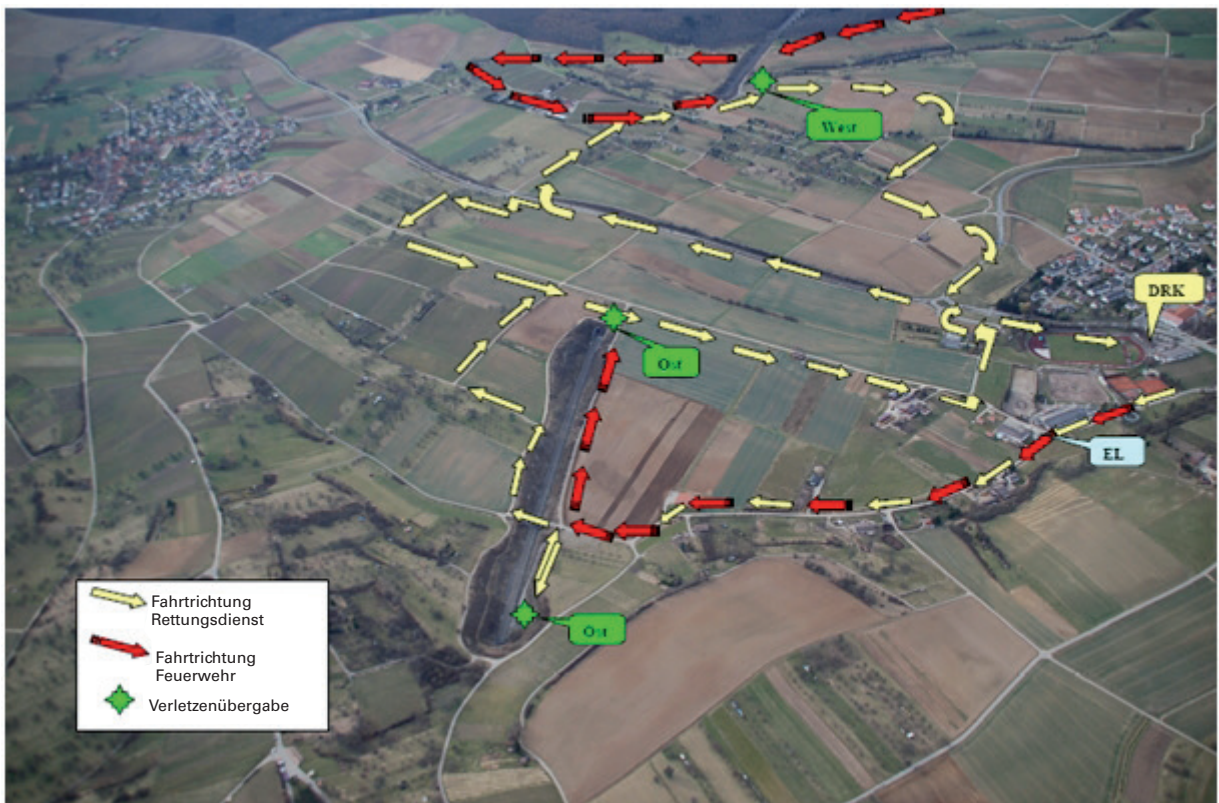 West
DRK
Ost
EL
Ost
Fahrtrichtung
Rettungsdienst
Fahrtrichtung
Feuerwehr
Verletzenübergabe